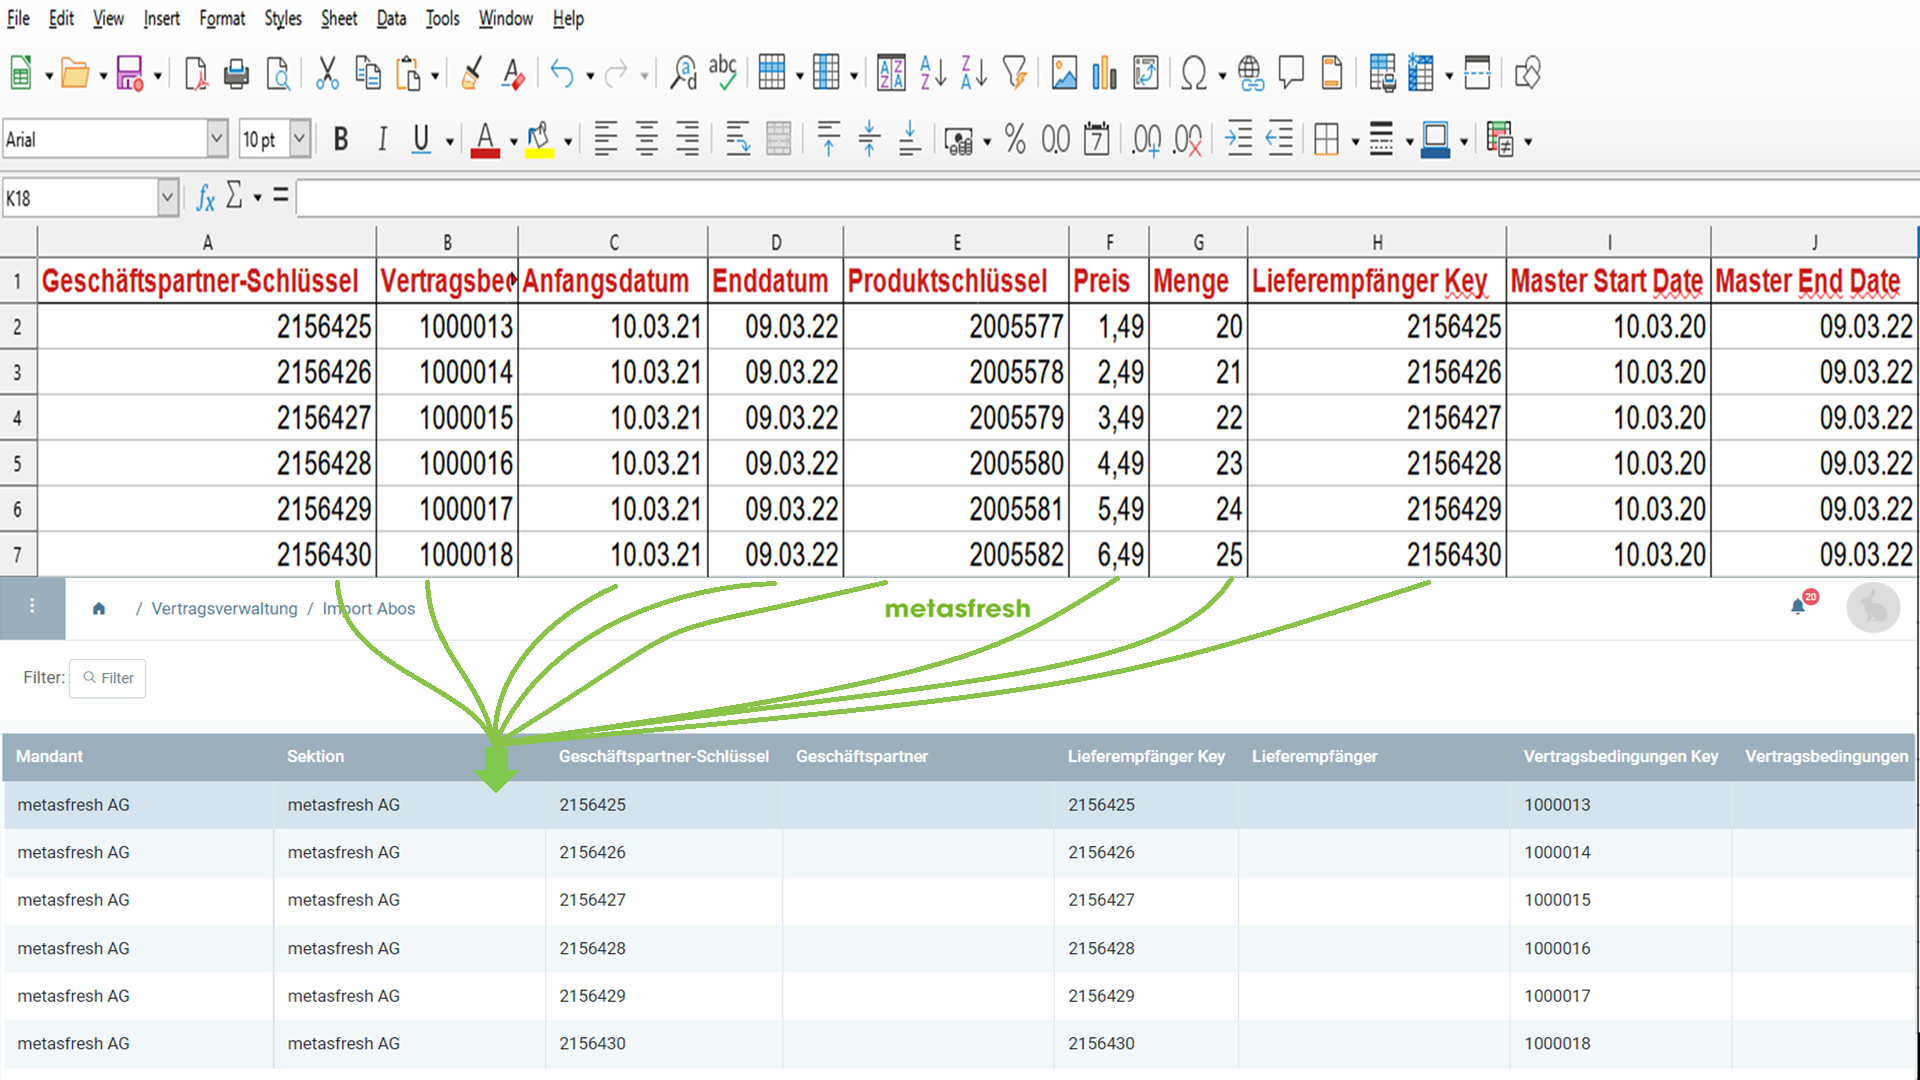 File Edit View Insert Format Styles Sheet Data Tools Window Help
abc
Arial 10 pt B I U A % 0.0 7 .00 .00
K18 fx Σ =
A B C D E F G H I J
1 Geschäftspartner-Schlüssel Vertragsbec Anfangsdatum Enddatum Produktschlüssel Preis Menge Lieferempfänger Key Master Start Date Master End Date
2 2156425 1000013 10.03.21 09.03.22 2005577 1,49 20 2156425 10.03.20 09.03.22
3 2156426 1000014 10.03.21 09.03.22 2005578 2,49 21 2156426 10.03.20 09.03.22
4 2156427 1000015 10.03.21 09.03.22 2005579 3,49 22 2156427 10.03.20 09.03.22
5 2156428 1000016 10.03.21 09.03.22 2005580 4,49 23 2156428 10.03.20 09.03.22
6 2156429 1000017 10.03.21 09.03.22 2005581 5,49 24 2156429 10.03.20 09.03.22
7 2156430 1000018 10.03.21 09.03.22 2005582 6,49 25 2156430 10.03.20 09.03.22
/ Vertragsverwaltung / Import Abos metasfresh 20
Filter: Filter
Mandant Sektion Geschäftspartner-Schlüssel Geschäftspartner Lieferempfänger Key Lieferempfänger Vertragsbedingungen Key Vertragsbedingungen
metasfresh AG metasfresh AG 2156425 2156425 1000013
metasfresh AG metasfresh AG 2156426 2156426 1000014
metasfresh AG metasfresh AG 2156427 2156427 1000015
metasfresh AG metasfresh AG 2156428 2156428 1000016
metasfresh AG metasfresh AG 2156429 2156429 1000017
metasfresh AG metasfresh AG 2156430 2156430 1000018